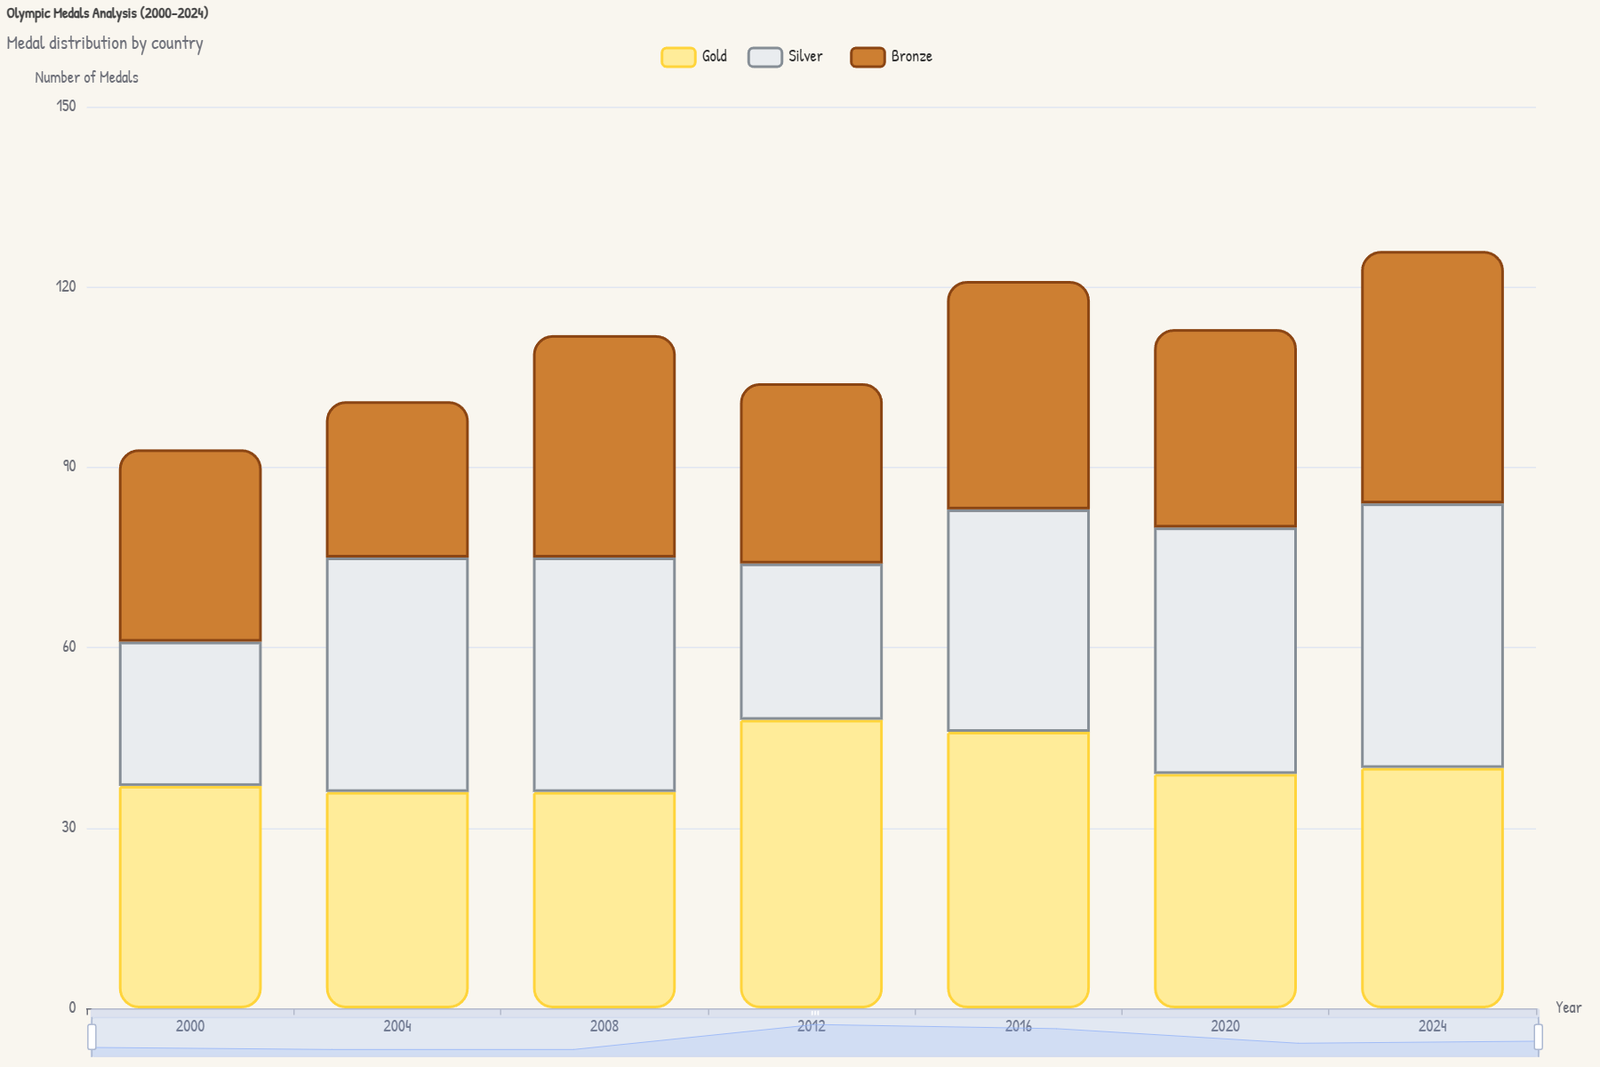 Olympic Medals Analysis (2000-2024)
Medal distribution by country
Gold Silver Bronze
Number of Medals
150
120
90
60
30
0
Year
2000 2004 2008 2012 2016 2020 2024